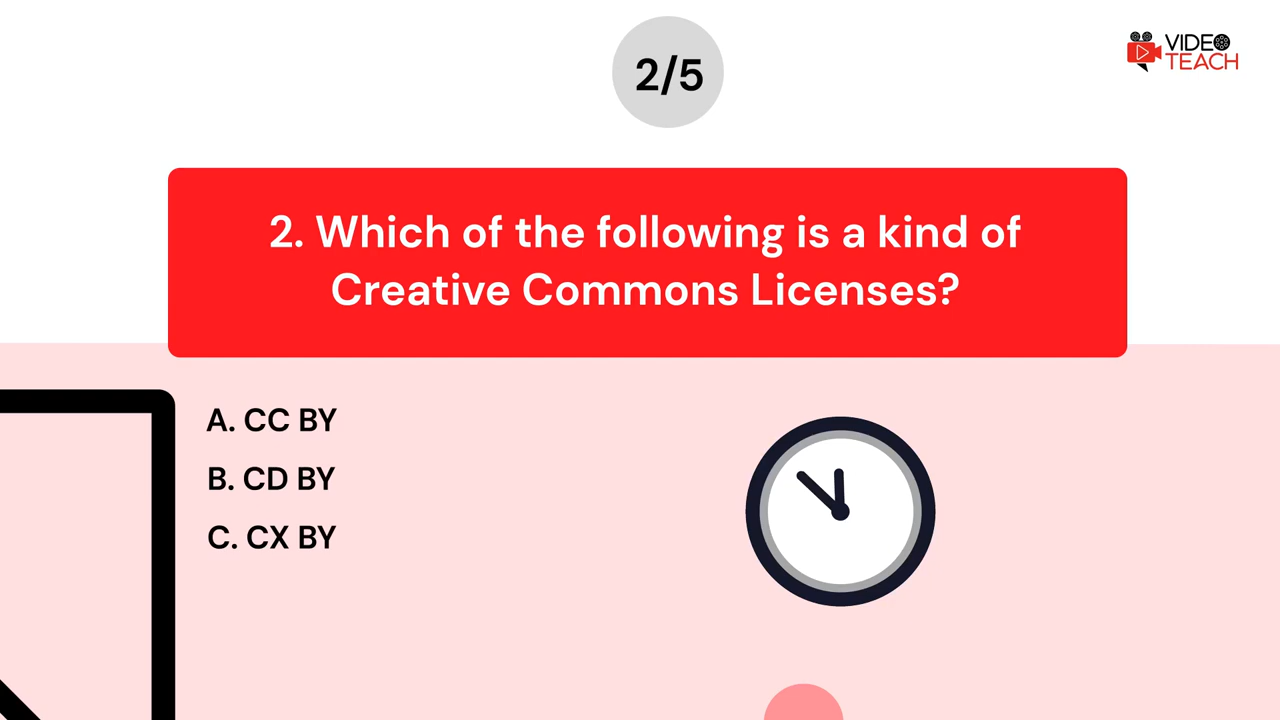 2/5
VIDEO
TEACH
2. Which of the following is a kind of
Creative Commons Licenses?
A. CC BY
B. CD BY
C. CX BY